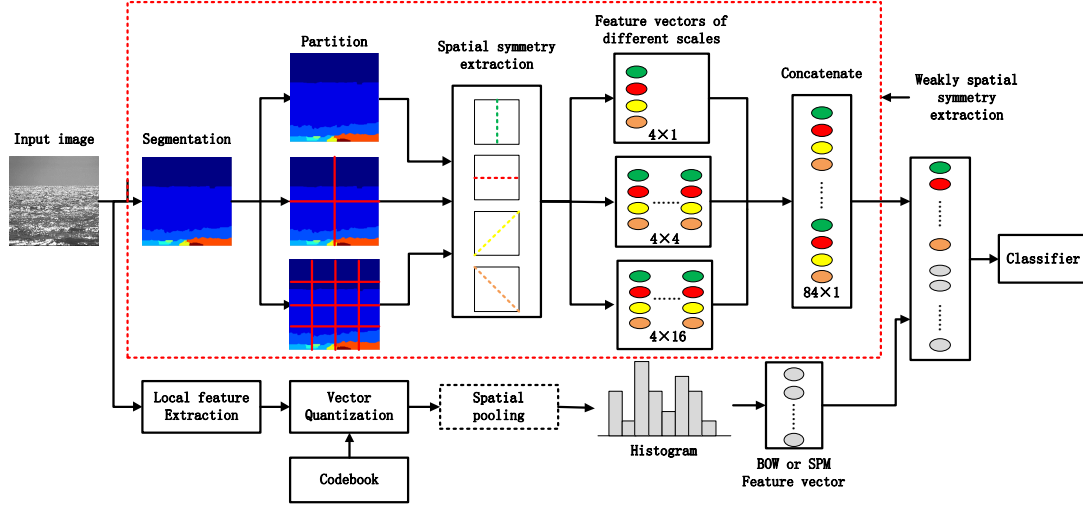 Input image
Segmentation
Partition
Spatial symmetry
extraction
Feature vectors of
different scales
4×1
4×4
4×16
Concatenate
84×1
Weakly spatial
symmetry
extraction
Classifier
Local feature
Extraction
Vector
Quantization
Codebook
Spatial
pooling
Histogram
BOW or SPM
Feature vector